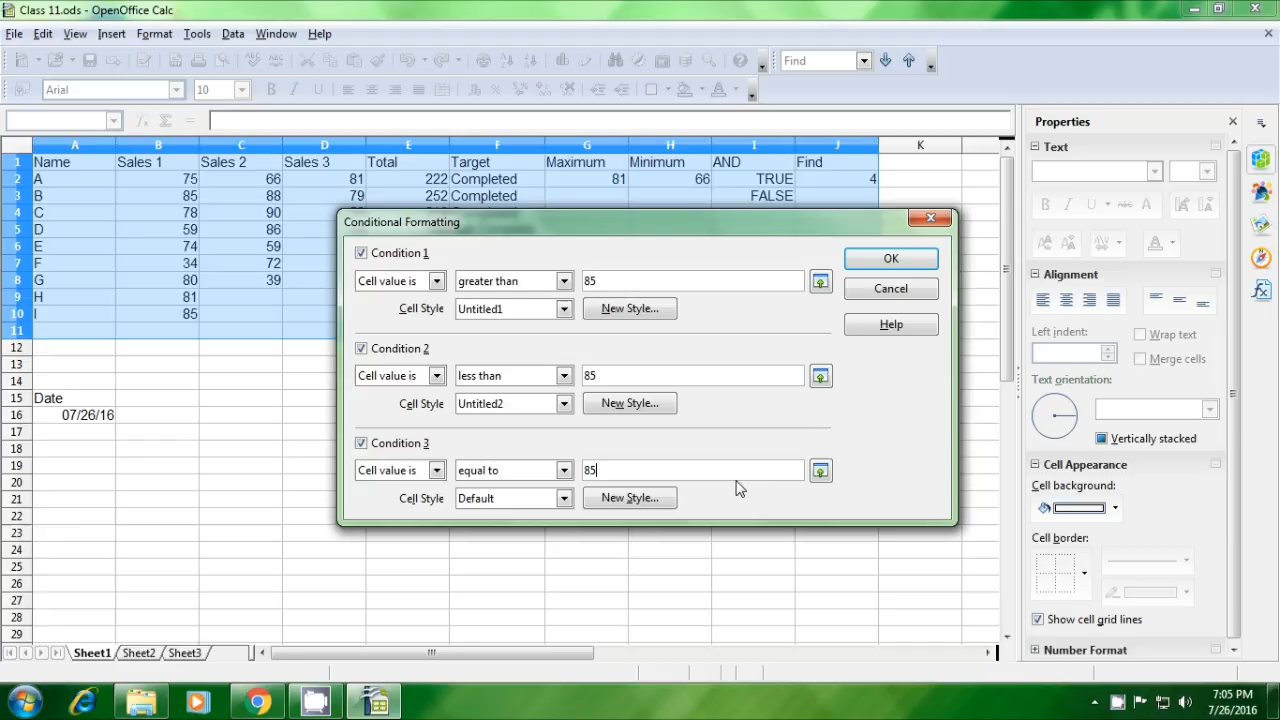 Class 11.ods - OpenOffice Calc
File Edit View Insert Format Tools Data Window Help
Find
Arial 10
A B C D E F G H I J K
1 Name Sales 1 Sales 2 Sales 3 Total Target Maximum Minimum AND Find
2 A 75 66 81 222 Completed 81 66 TRUE 4
3 B 85 88 79 252 Completed FALSE
4 C 78 90
5 D 59 86
6 E 74 59
7 F 34 72
8 G 80 39
9 H 81
10 I 85
11
12
13
14
15 Date
16 07/26/16
17
18
19
20
21
22
23
24
25
26
27
28
29
Conditional Formatting
Condition 1
Cell value is greater than 85
Cell Style Untitled1 New Style...
Condition 2
Cell value is less than 85
Cell Style Untitled2 New Style...
Condition 3
Cell value is equal to 85
Cell Style Default New Style...
OK
Cancel
Help
Properties
Text
Alignment
Left indent:
Wrap text
Merge cells
Text orientation:
Vertically stacked
Cell Appearance
Cell background:
Cell border:
Show cell grid lines
Number Format
Sheet1 Sheet2 Sheet3
7:05 PM
7/26/2016